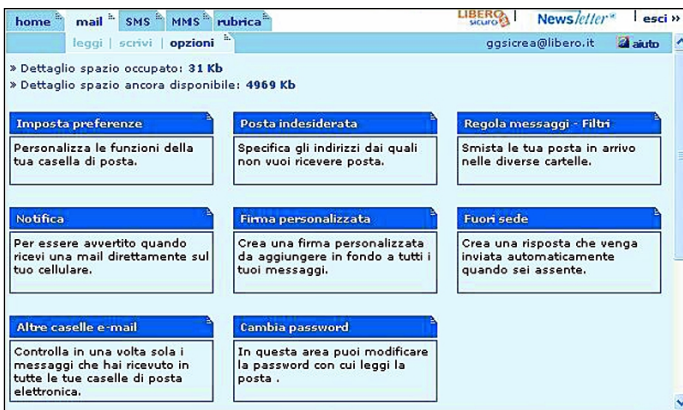 home mail SMS MMS rubrica LIBERO SICURO Newsletter esci »
leggi | scrivi | opzioni ggsicrea@libero.it aiuto
» Dettaglio spazio occupato: 31 Kb
» Dettaglio spazio ancora disponibile: 4969 Kb
Imposta preferenze
Personalizza le funzioni della
tua casella di posta.
Posta indesiderata
Specifica gli indirizzi dai quali
non vuoi ricevere posta.
Regola messaggi - Filtri
Smista le tua posta in arrivo
nelle diverse cartelle.
Notifica
Per essere avvertito quando
ricevi una mail direttamente sul
tuo cellulare.
Firma personalizzata
Crea una firma personalizzata
da aggiungere in fondo a tutti i
tuoi messaggi.
Fuori sede
Crea una risposta che venga
inviata automaticamente
quando sei assente.
Altre caselle e-mail
Controlla in una volta sola i
messaggi che hai ricevuto in
tutte le tue caselle di posta
elettronica.
Cambia password
In questa area puoi modificare
la password con cui leggi la
posta .